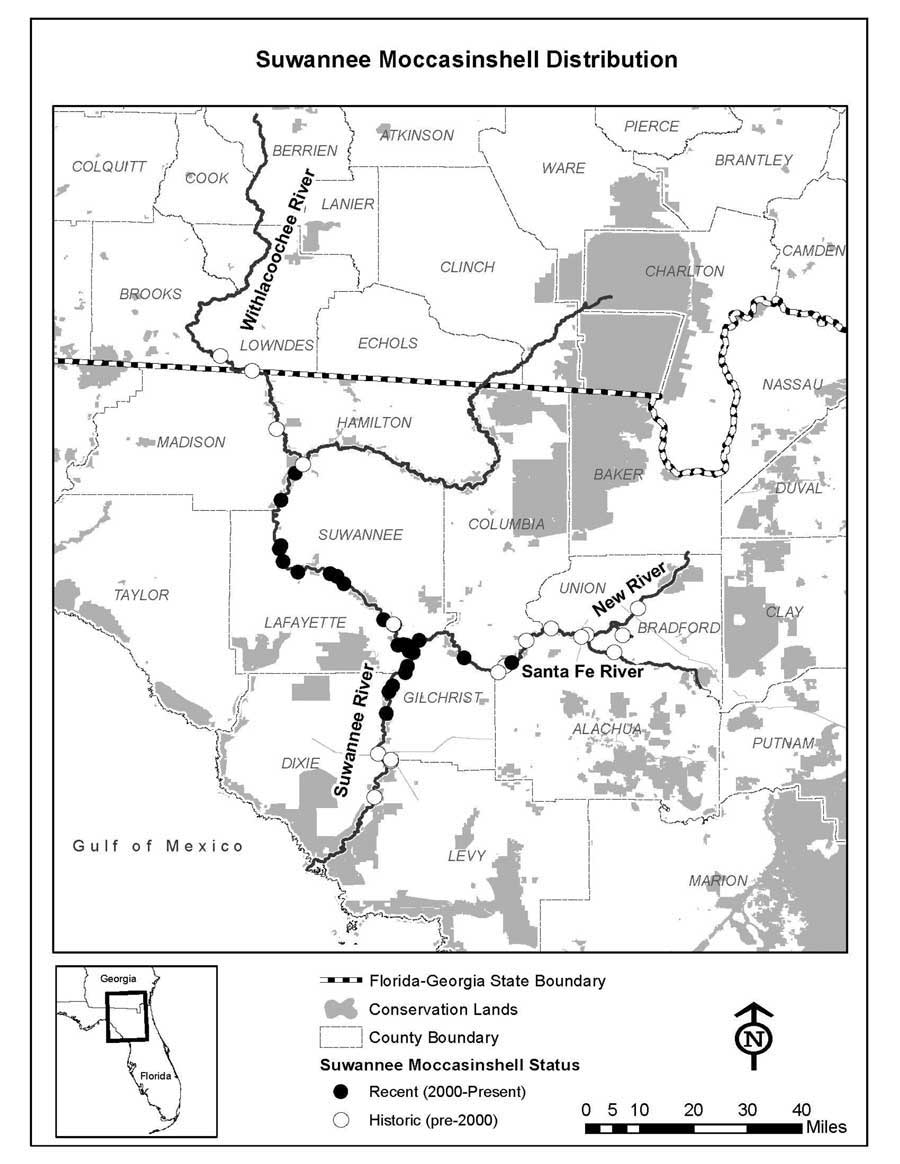 Suwannee Moccasinshell Distribution
PIERCE
ATKINSON
BERRIEN
BRANTLEY
COLQUITT
WARE
COOK
LANIER
CAMDEN
CLINCH
CHARLTON
Withlacoochee River
BROOKS
LOWNDES
ECHOLS
NASSAU
HAMILTON
MADISON
BAKER
DUVAL
COLUMBIA
SUWANNEE
UNION
New River
TAYLOR
CLAY
LAFAYETTE
BRADFORD
Santa Fe River
Suwannee River
GILCHRIST
ALACHUA
PUTNAM
DIXIE
Gulf of Mexico
LEVY
MARION
Georgia
Florida
Florida-Georgia State Boundary
Conservation Lands
County Boundary
Suwannee Moccasinshell Status
Recent (2000-Present)
Historic (pre-2000)
N
0 5 10 20 30 40
Miles